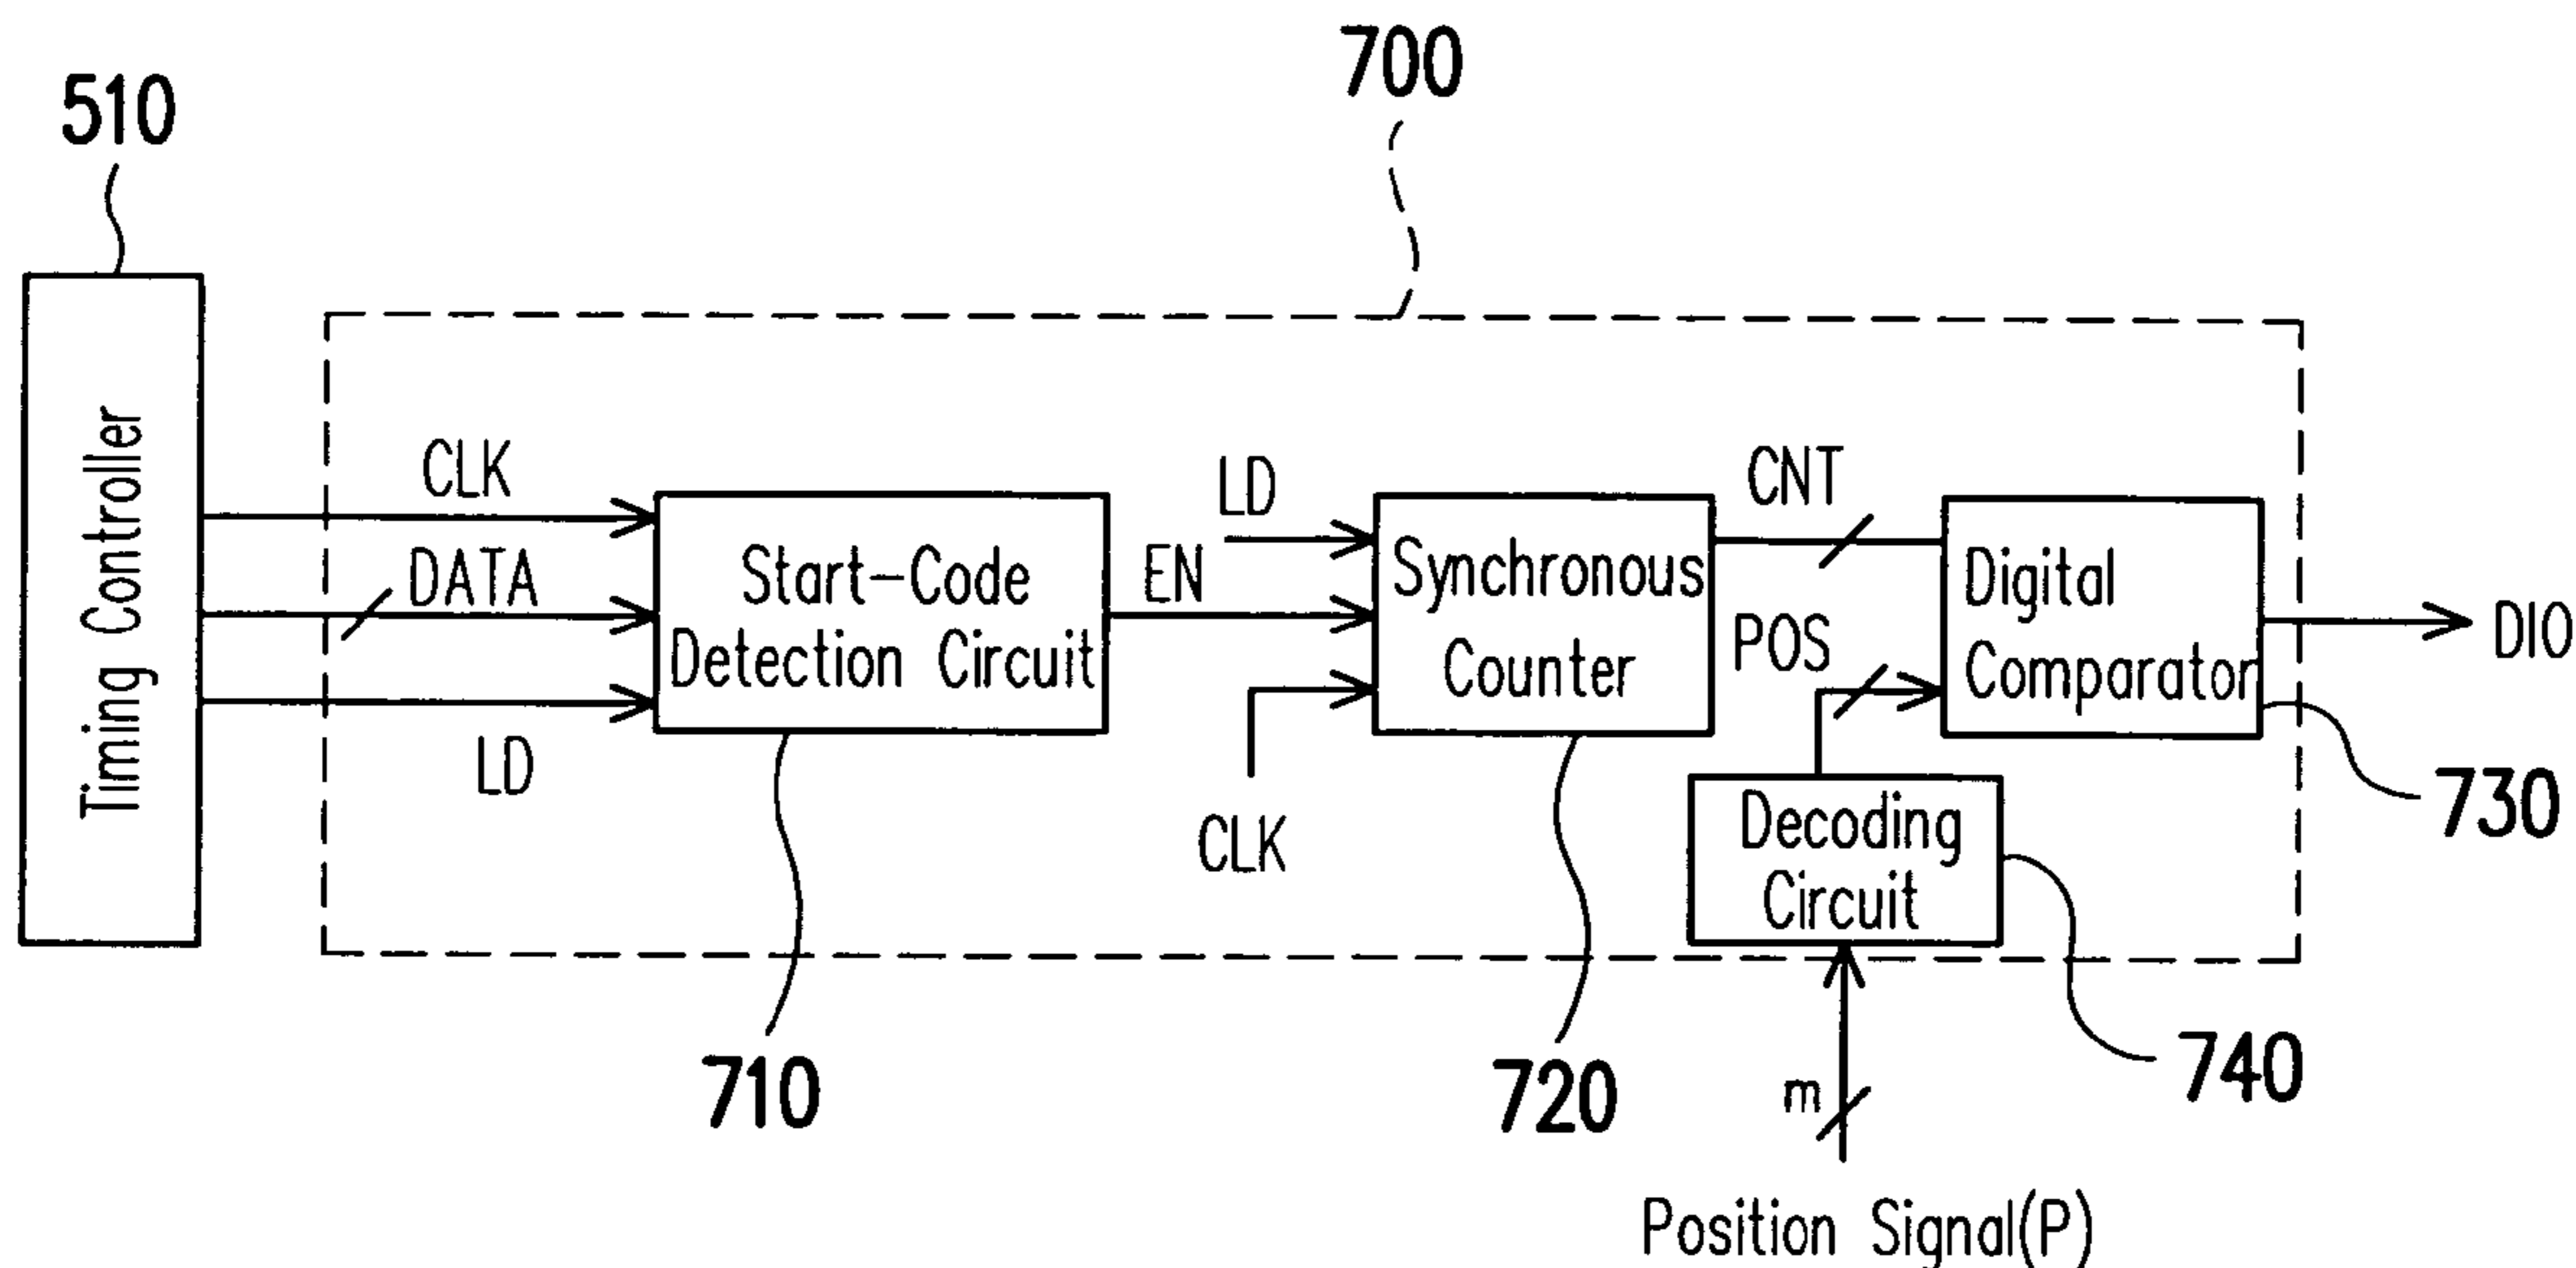 700
510
Timing Controller
CLK
DATA
LD
Start-Code
Detection Circuit
EN
LD
CLK
Synchronous
Counter
CNT
POS
Digital
Comparator
DIO
Decoding
Circuit
730
740
710
720
m
Position Signal(P)